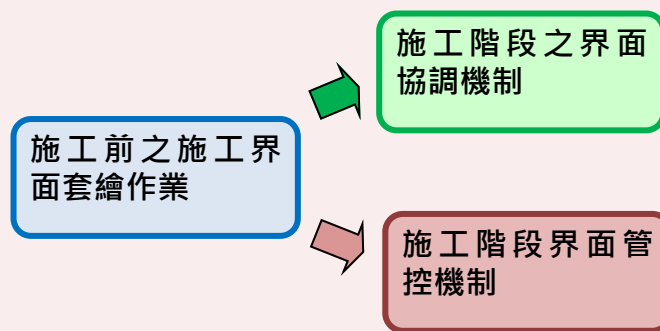 施工階段之界面
協調機制
施工前之施工界
面套繪作業
施工階段界面管
控機制